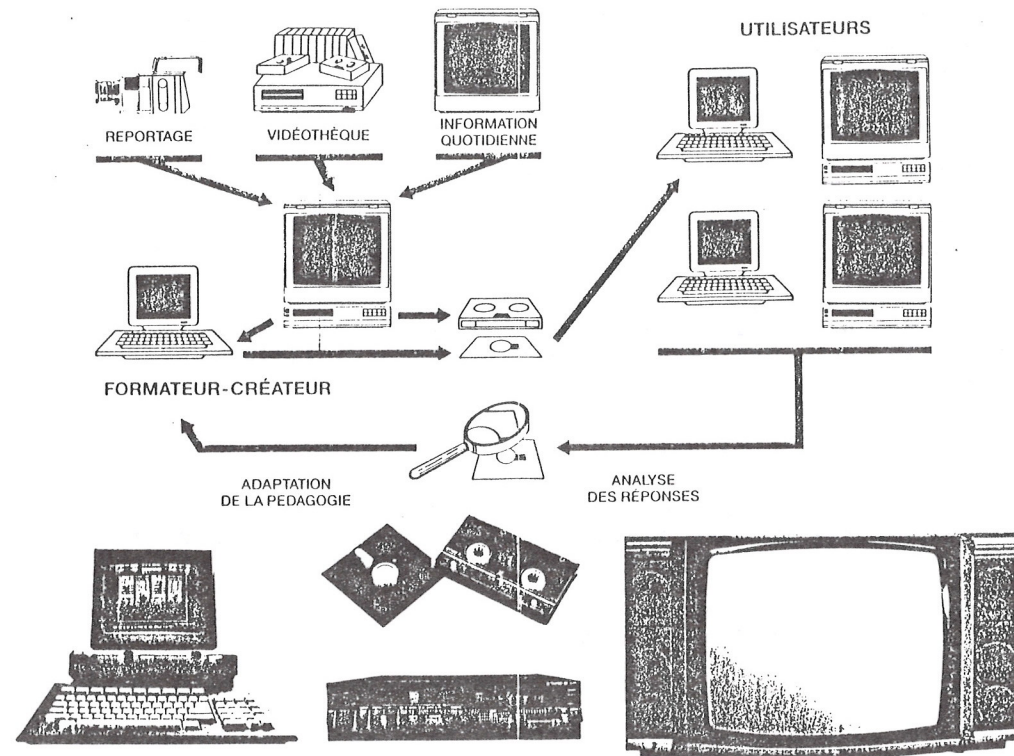 UTILISATEURS
REPORTAGE
VIDÉOTHÈQUE
INFORMATION
QUOTIDIENNE
FORMATEUR-CRÉATEUR
ADAPTATION
DE LA PEDAGOGIE
ANALYSE
DES RÉPONSES